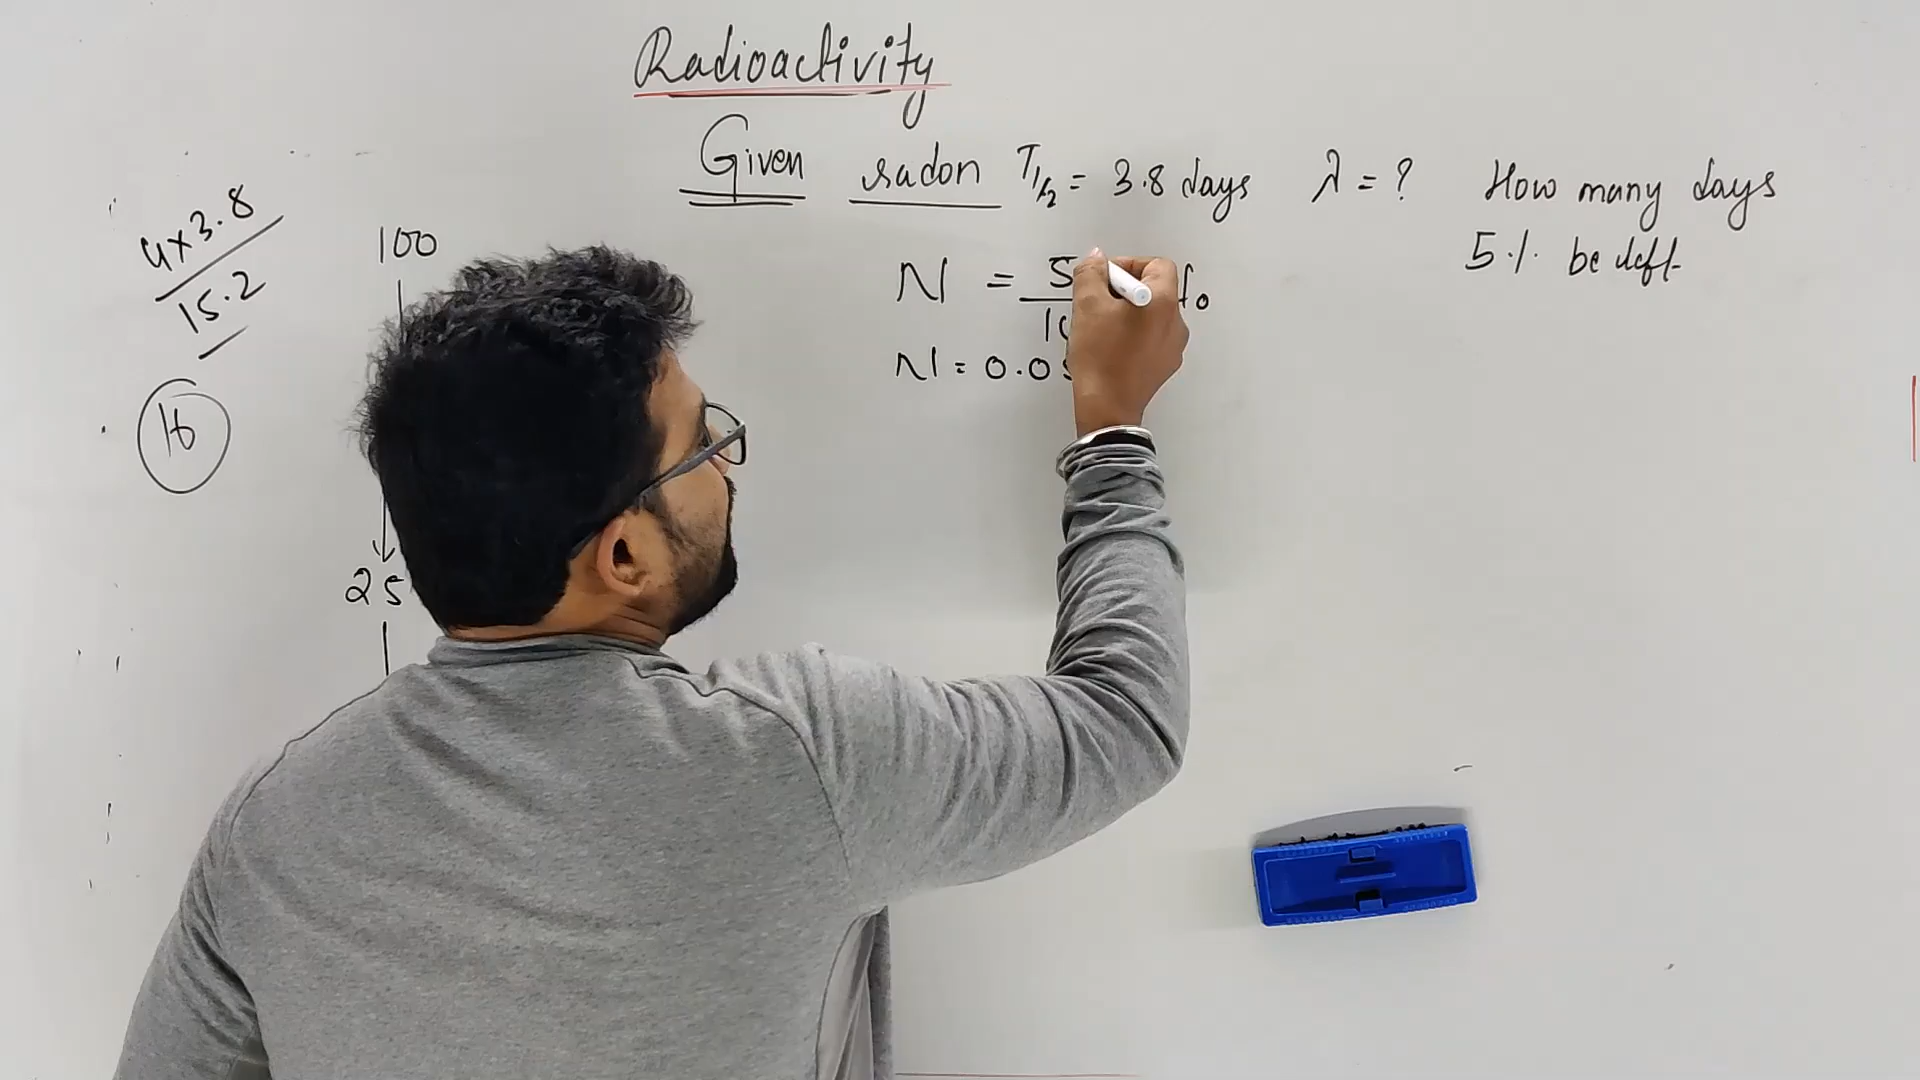 Radioactivity
Given radon T1/2 = 3.8 days λ = ? How many days
5 % be left
4×3.8
15.2
16
100
25
N = 5
N = 0.0